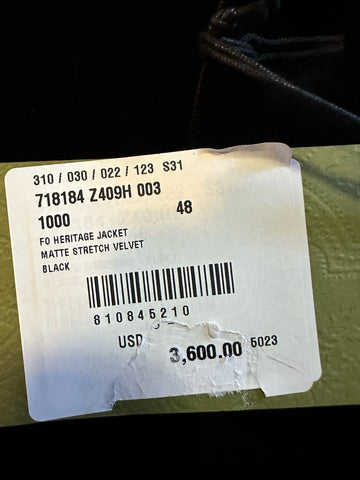 310 / 030 / 022 / 123 S31
718184 Z409H 003
1000 48
FO HERITAGE JACKET
MATTE STRETCH VELVET
BLACK
810845210
USD 3,600.00 5023